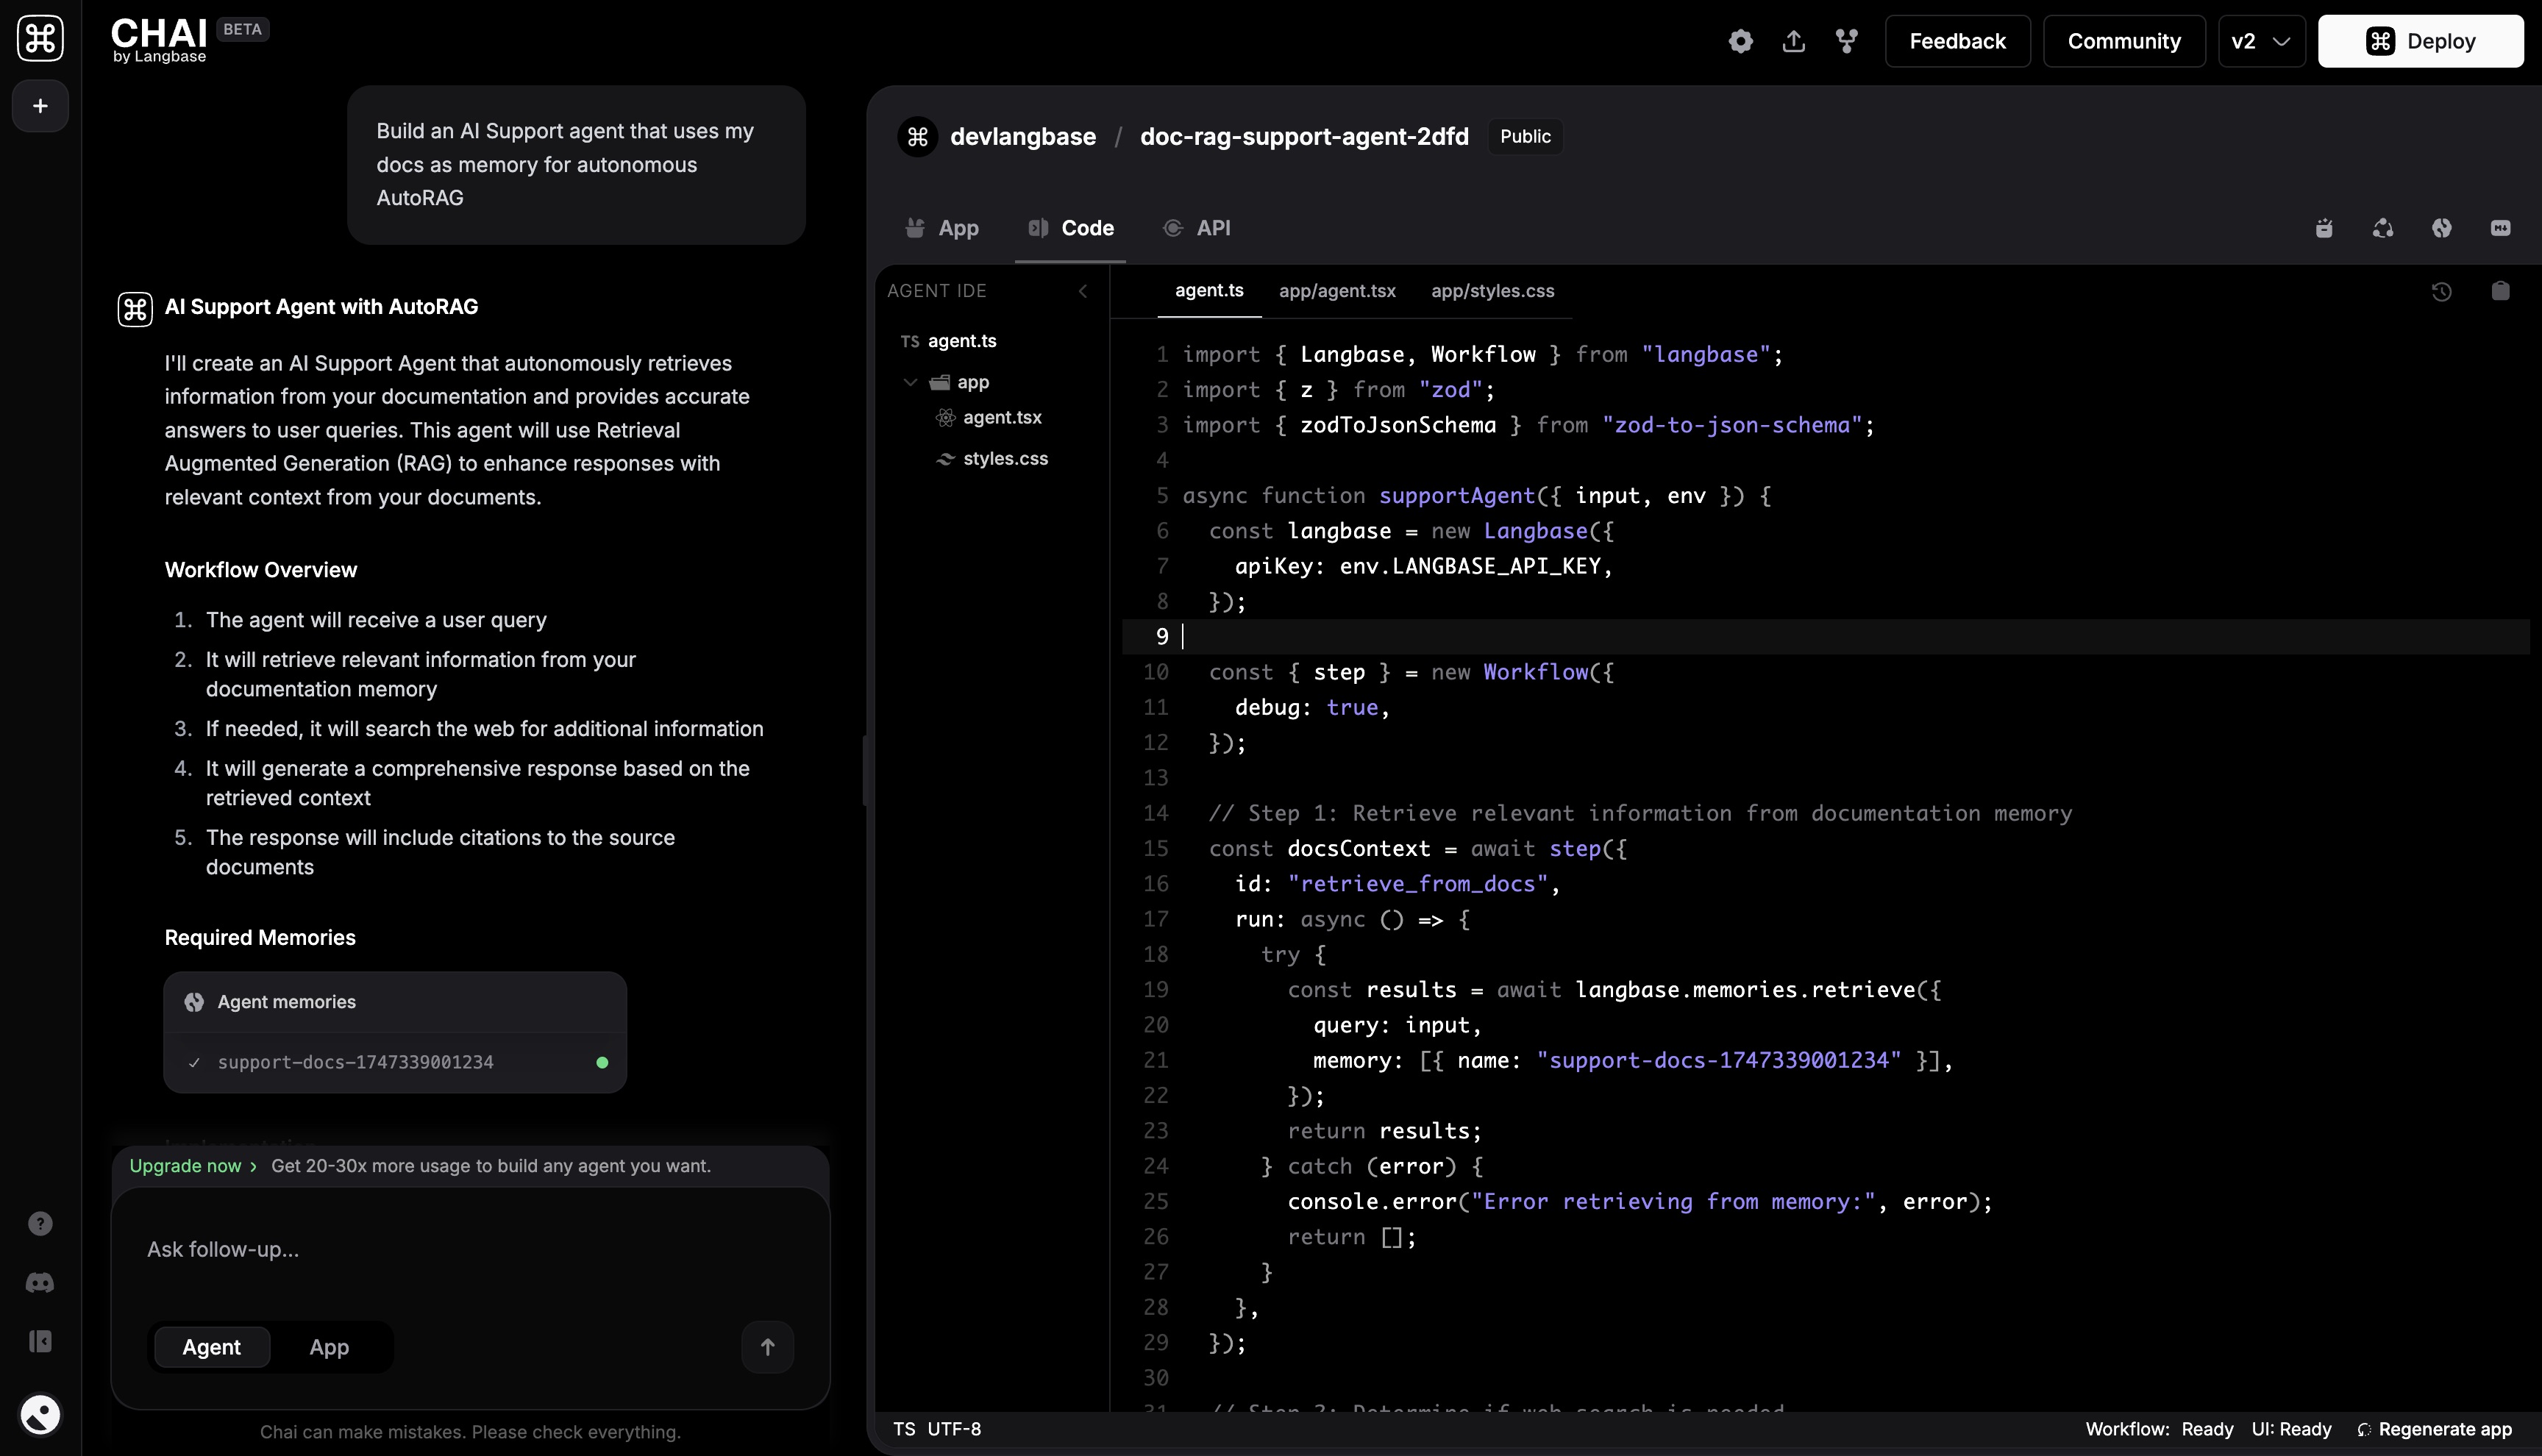 CHAI BETA
by Langbase
Feedback
Community
v2
Deploy
Build an AI Support agent that uses my
docs as memory for autonomous
AutoRAG
AI Support Agent with AutoRAG
I'll create an AI Support Agent that autonomously retrieves
information from your documentation and provides accurate
answers to user queries. This agent will use Retrieval
Augmented Generation (RAG) to enhance responses with
relevant context from your documents.
Workflow Overview
1. The agent will receive a user query
2. It will retrieve relevant information from your
documentation memory
3. If needed, it will search the web for additional information
4. It will generate a comprehensive response based on the
retrieved context
5. The response will include citations to the source
documents
Required Memories
Agent memories
support-docs-1747339001234
Implementation
Upgrade now › Get 20-30x more usage to build any agent you want.
Ask follow-up...
Agent App
Chai can make mistakes. Please check everything.
devlangbase / doc-rag-support-agent-2dfd Public
App Code API
AGENT IDE
TS agent.ts
app
agent.tsx
styles.css
agent.ts app/agent.tsx app/styles.css
1 import { Langbase, Workflow } from "langbase";
2 import { z } from "zod";
3 import { zodToJsonSchema } from "zod-to-json-schema";
4
5 async function supportAgent({ input, env }) {
6 const langbase = new Langbase({
7 apiKey: env.LANGBASE_API_KEY,
8 });
9
10 const { step } = new Workflow({
11 debug: true,
12 });
13
14 // Step 1: Retrieve relevant information from documentation memory
15 const docsContext = await step({
16 id: "retrieve_from_docs",
17 run: async () => {
18 try {
19 const results = await langbase.memories.retrieve({
20 query: input,
21 memory: [{ name: "support-docs-1747339001234" }],
22 });
23 return results;
24 } catch (error) {
25 console.error("Error retrieving from memory:", error);
26 return [];
27 }
28 },
29 });
30
31 // Step 2: Determine if web search is needed
TS UTF-8
Workflow: Ready UI: Ready Regenerate app